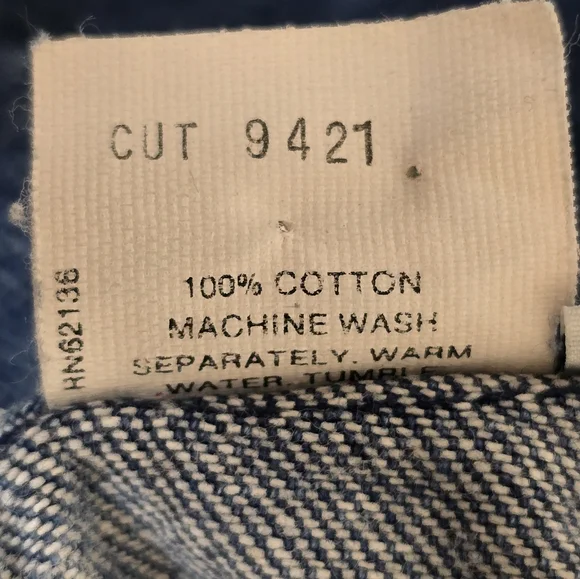 CUT 9421
100% COTTON
MACHINE WASH
SEPARATELY. WARM
WATER. TUMBLE
RN62136